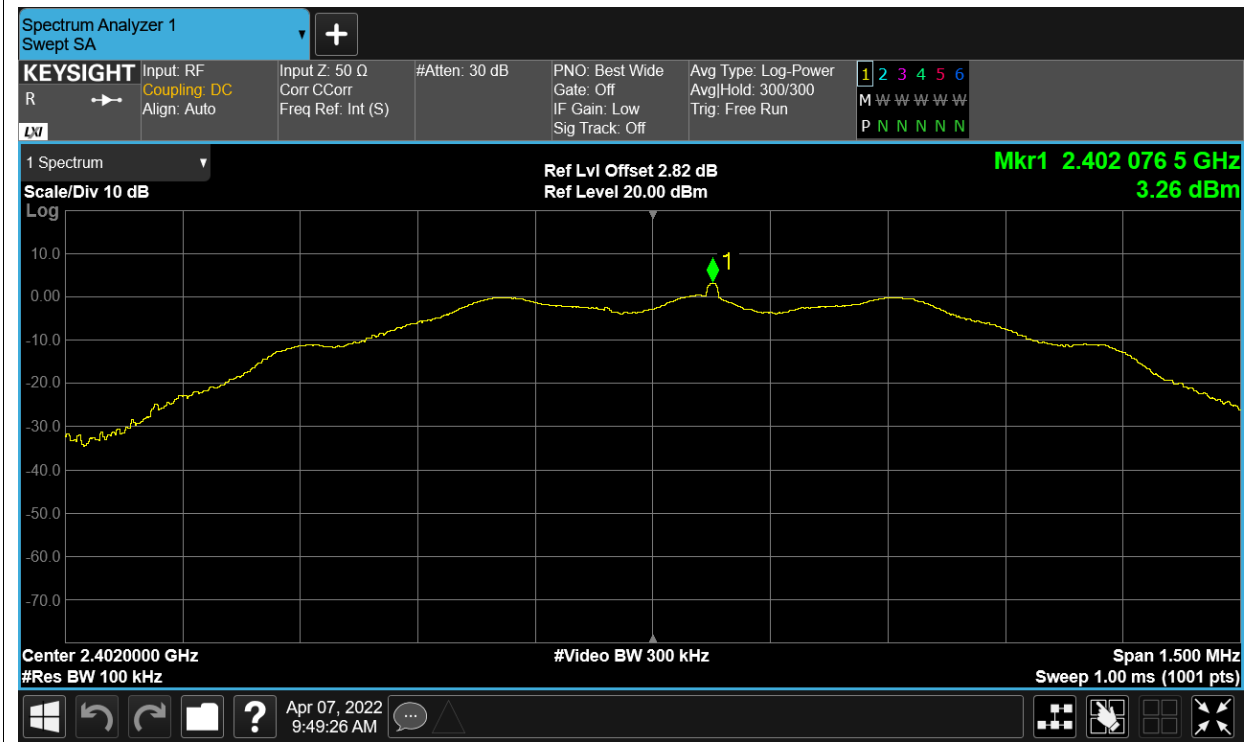 Spectrum Analyzer 1
Swept SA
KEYSIGHT
R
LXI
Input: RF
Coupling: DC
Align: Auto
Input Z: 50 Ω
Corr CCorr
Freq Ref: Int (S)
#Atten: 30 dB
PNO: Best Wide
Gate: Off
IF Gain: Low
Sig Track: Off
Avg Type: Log-Power
Avg|Hold: 300/300
Trig: Free Run
1 2 3 4 5 6
M W W W W W
P N N N N N
1 Spectrum
Scale/Div 10 dB
Log
Ref Lvl Offset 2.82 dB
Ref Level 20.00 dBm
Mkr1 2.402 076 5 GHz
3.26 dBm
1
10.0
0.00
-10.0
-20.0
-30.0
-40.0
-50.0
-60.0
-70.0
Center 2.4020000 GHz
#Res BW 100 kHz
#Video BW 300 kHz
Span 1.500 MHz
Sweep 1.00 ms (1001 pts)
?
Apr 07, 2022
9:49:26 AM